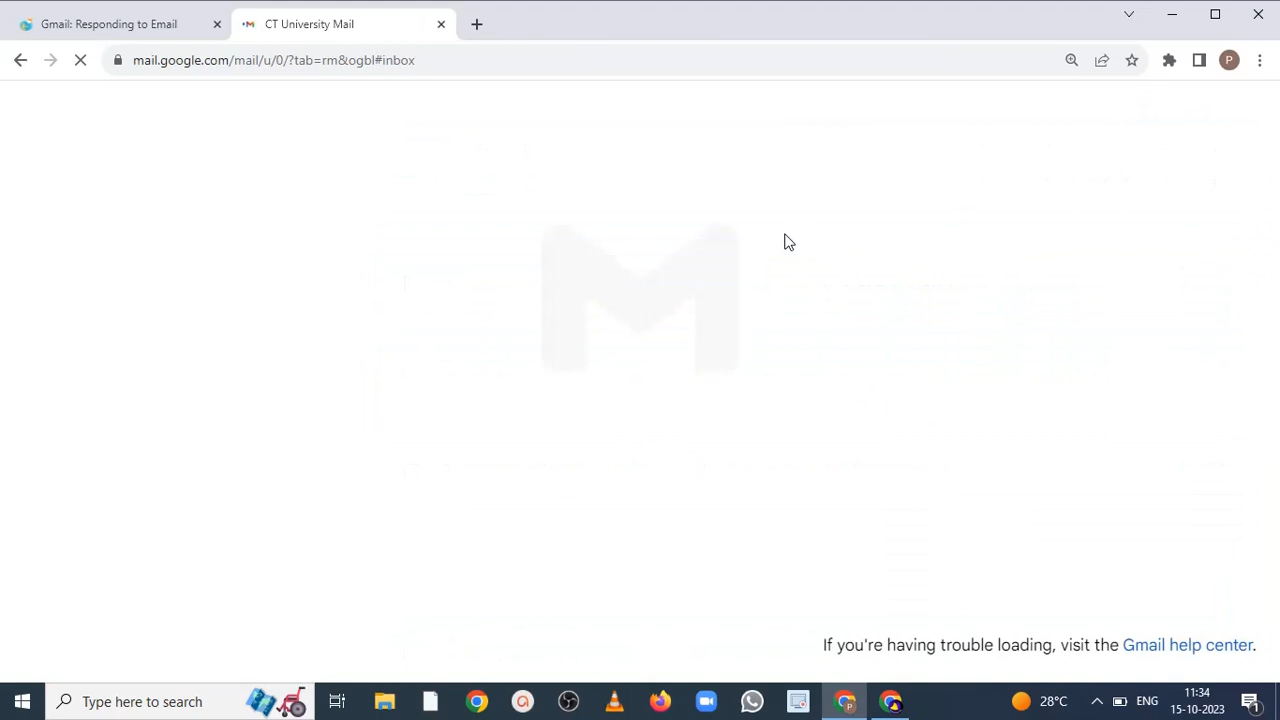 Gmail: Responding to Email
CT University Mail
mail.google.com/mail/u/0/?tab=rm&ogbl#inbox
P
If you're having trouble loading, visit the Gmail help center.
Type here to search
28°C
ENG
11:34
15-10-2023
1